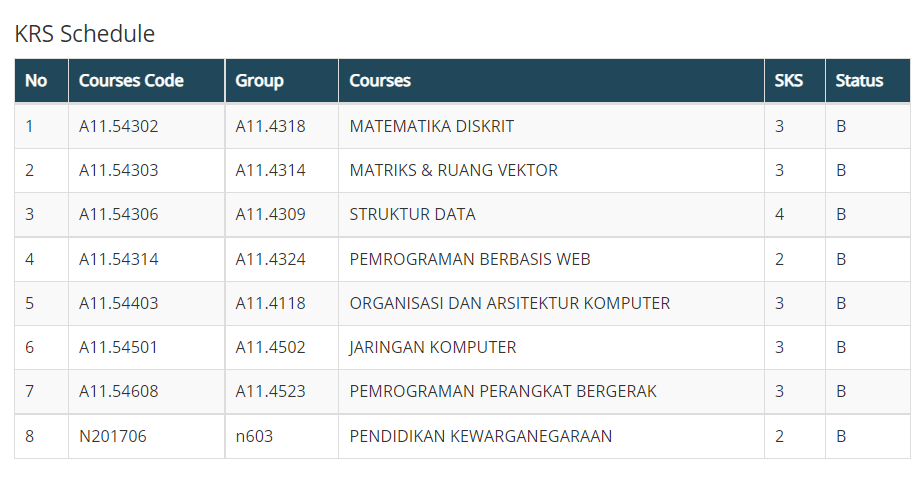 KRS Schedule
No Courses Code Group Courses SKS Status
1 A11.54302 A11.4318 MATEMATIKA DISKRIT 3 B
2 A11.54303 A11.4314 MATRIKS & RUANG VEKTOR 3 B
3 A11.54306 A11.4309 STRUKTUR DATA 4 B
4 A11.54314 A11.4324 PEMROGRAMAN BERBASIS WEB 2 B
5 A11.54403 A11.4118 ORGANISASI DAN ARSITEKTUR KOMPUTER 3 B
6 A11.54501 A11.4502 JARINGAN KOMPUTER 3 B
7 A11.54608 A11.4523 PEMROGRAMAN PERANGKAT BERGERAK 3 B
8 N201706 n603 PENDIDIKAN KEWARGANEGARAAN 2 B